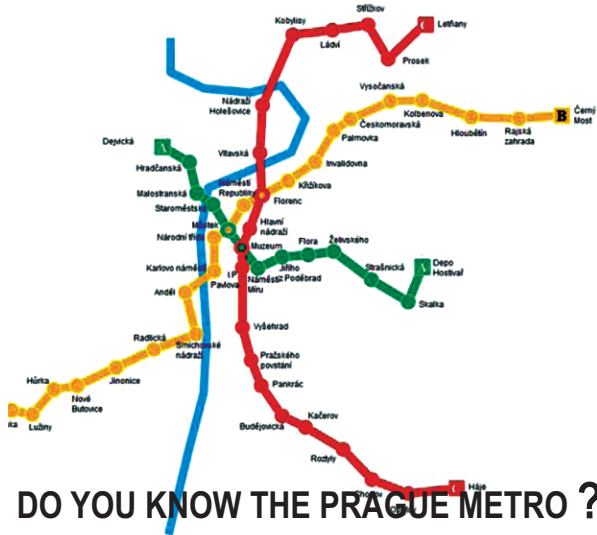 Střížkov
Kobylisy
Letňany
Ládví
Prosek
Vysočanská
Nádraží
Holešovice
Kolbenova
Černý
Most
B
Českomoravská
Hloubětín
Rajská
zahrada
Palmovka
Dejvická
A
Vltavská
Invalidovna
Hradčanská
Malostranská
Náměstí
Republiky
Křižíkova
Staroměstská
Florenc
Můstek
Hlavní
nádraží
Národní třída
Muzeum
Flora
Želivského
Karlovo náměstí
I.P.
Pavlova
Náměstí
Míru
Jiřího
z Poděbrad
Strašnická
A
Depo
Hostivař
Anděl
Skalka
Radlická
Smíchovské
nádraží
Vyšehrad
Pražského
povstání
Hůrka
Jinonice
Nové
Butovice
Pankrác
ka
Lužiny
Kačerov
Budějovická
Roztyly
C
Háje
DO YOU KNOW THE PRAGUE METRO ?